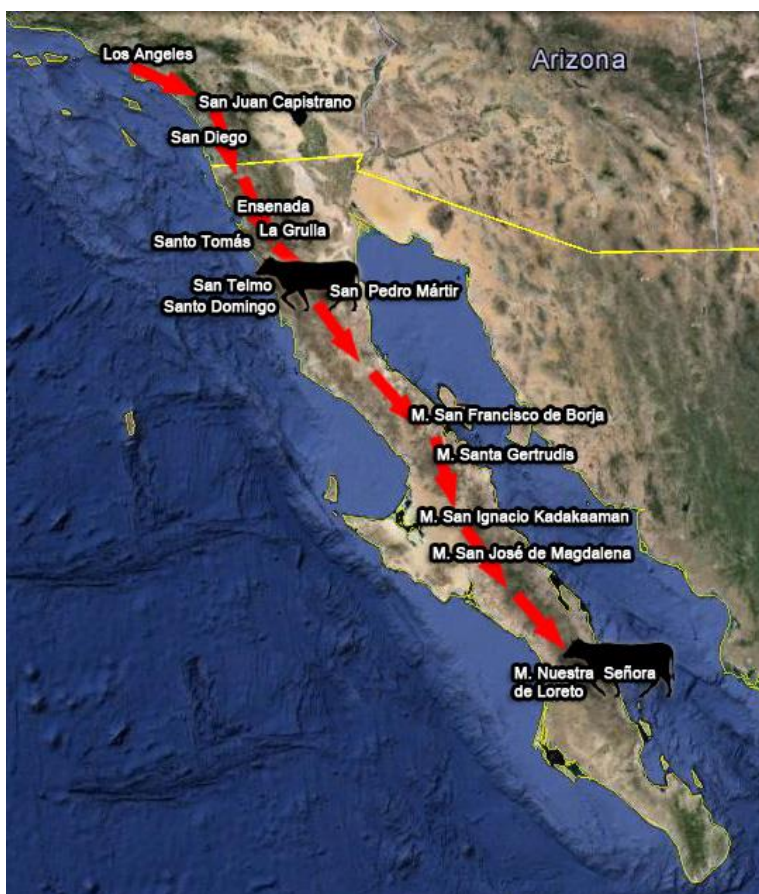 Los Angeles
Arizona
San Juan Capistrano
San Diego
Ensenada
La Grulla
Santo Tomás
San Telmo
San Pedro Mártir
Santo Domingo
M. San Francisco de Borja
M. Santa Gertrudis
M. San Ignacio Kadakaaman
M. San José de Magdalena
M. Nuestra Señora
de Loreto